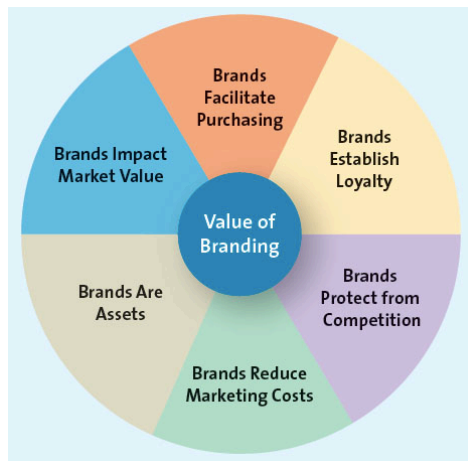 Brands
Facilitate
Purchasing
Brands
Establish
Loyalty
Brands
Protect from
Competition
Brands Reduce
Marketing Costs
Brands Are
Assets
Brands Impact
Market Value
Value of
Branding